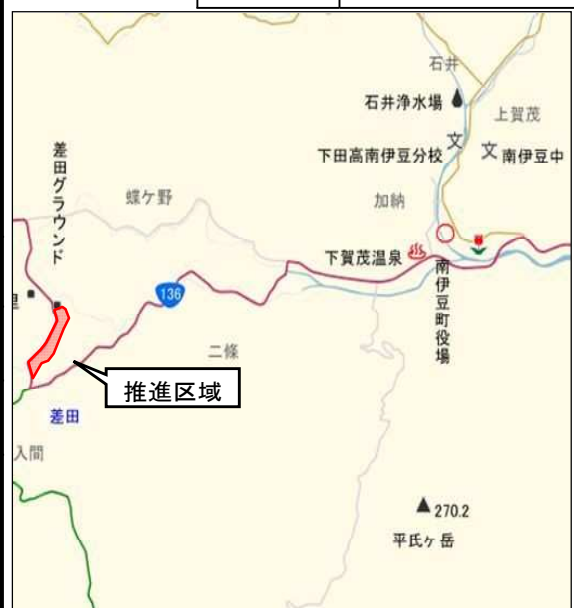 石井
石井浄水場
上賀茂
下田高南伊豆分校
文
文
南伊豆中
差田グラウンド
蝶ケ野
加納
下賀茂温泉
南伊豆町役場
136
二條
推進区域
差田
入間
270.2
平氏ヶ岳